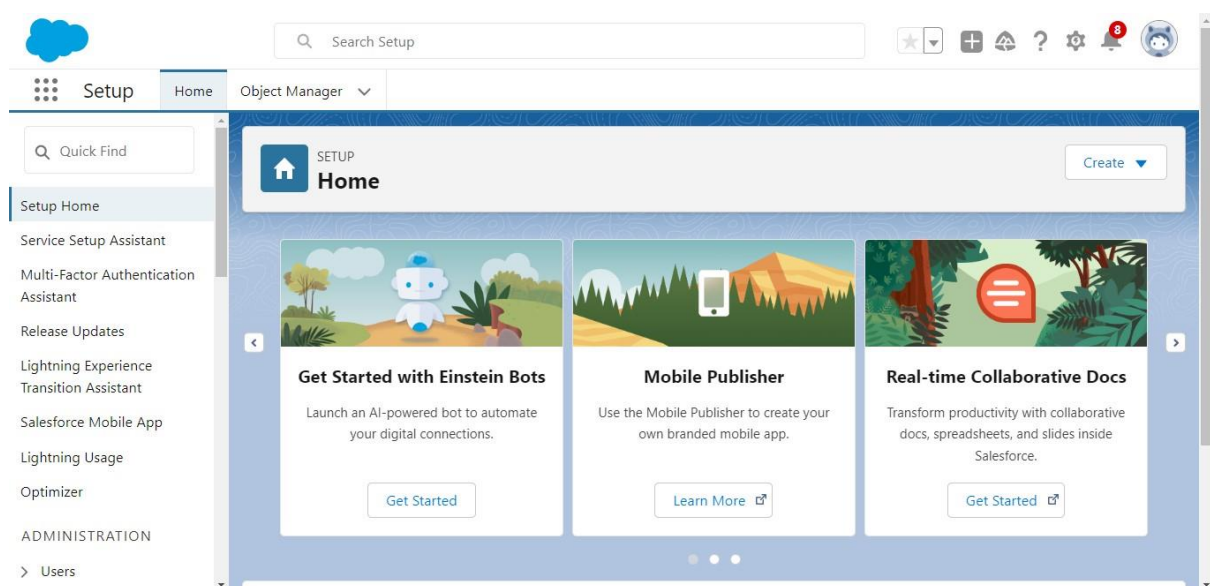 Search Setup
8
Setup
Home
Object Manager
Quick Find
Setup Home
Service Setup Assistant
Multi-Factor Authentication
Assistant
Release Updates
Lightning Experience
Transition Assistant
Salesforce Mobile App
Lightning Usage
Optimizer
ADMINISTRATION
Users
SETUP
Home
Create
Get Started with Einstein Bots
Launch an AI-powered bot to automate
your digital connections.
Get Started
Mobile Publisher
Use the Mobile Publisher to create your
own branded mobile app.
Learn More
Real-time Collaborative Docs
Transform productivity with collaborative
docs, spreadsheets, and slides inside
Salesforce.
Get Started